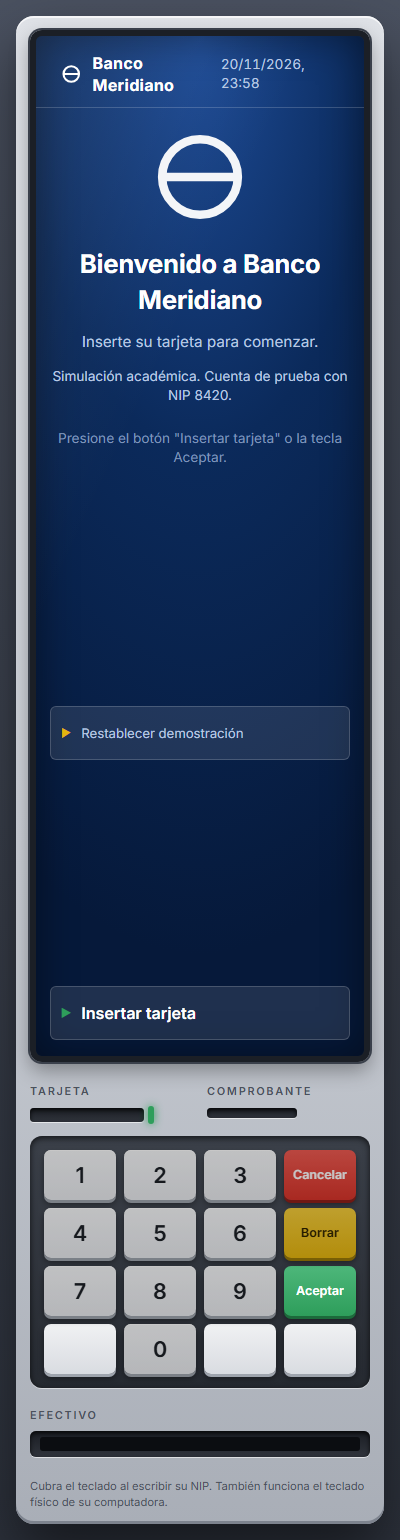 Banco
Meridiano
20/11/2026,
23:58
Bienvenido a Banco
Meridiano
Inserte su tarjeta para comenzar.
Simulación académica. Cuenta de prueba con
NIP 8420.
Presione el botón "Insertar tarjeta" o la tecla
Aceptar.
Restablecer demostración
Insertar tarjeta
TARJETA
COMPROBANTE
1 2 3 Cancelar
4 5 6 Borrar
7 8 9 Aceptar
0
EFECTIVO
Cubra el teclado al escribir su NIP. También funciona el teclado
físico de su computadora.